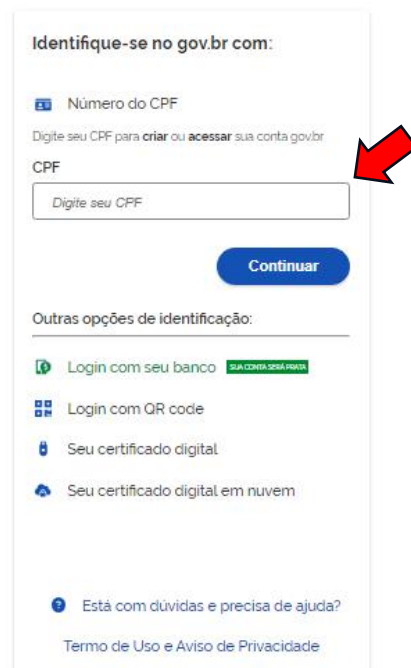 Identifique-se no gov.br com:
Número do CPF
Digite seu CPF para criar ou acessar sua conta gov.br
CPF
Digite seu CPF
Continuar
Outras opções de identificação:
Login com seu banco SUA CONTA SERÁ PRATA
Login com QR code
Seu certificado digital
Seu certificado digital em nuvem
Está com dúvidas e precisa de ajuda?
Termo de Uso e Aviso de Privacidade